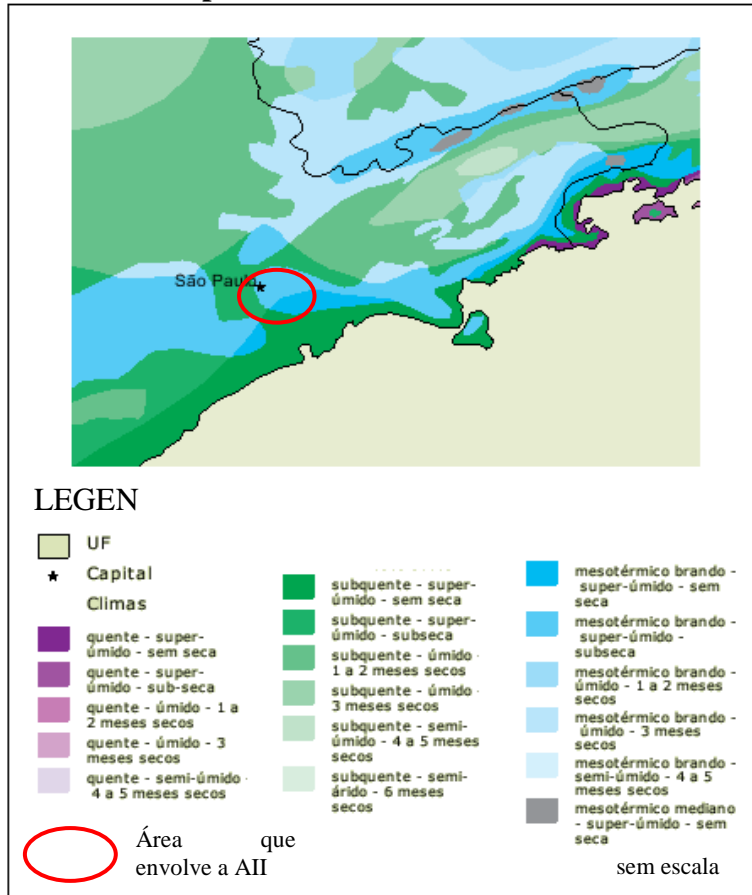 São Paulo
LEGEN
UF
Capital
Climas
quente - super-
úmido - sem seca
quente - super-
úmido - sub-seca
quente - úmido - 1 a
2 meses secos
quente - úmido - 3
meses secos
quente - semi-úmido -
4 a 5 meses secos
subquente - super-
úmido - sem seca
subquente - super-
úmido - subseca
subquente - úmido -
1 a 2 meses secos
subquente - úmido -
3 meses secos
subquente - semi-
úmido - 4 a 5 meses
secos
subquente - semi-
árido - 6 meses
secos
mesotérmico brando -
super-úmido - sem
seca
mesotérmico brando -
super-úmido -
subseca
mesotérmico brando -
úmido - 1 a 2 meses
secos
mesotérmico brando -
úmido - 3 meses
secos
mesotérmico brando -
semi-úmido - 4 a 5
meses secos
mesotérmico mediano
- super-úmido - sem
seca
Área que
envolve a AII
sem escala